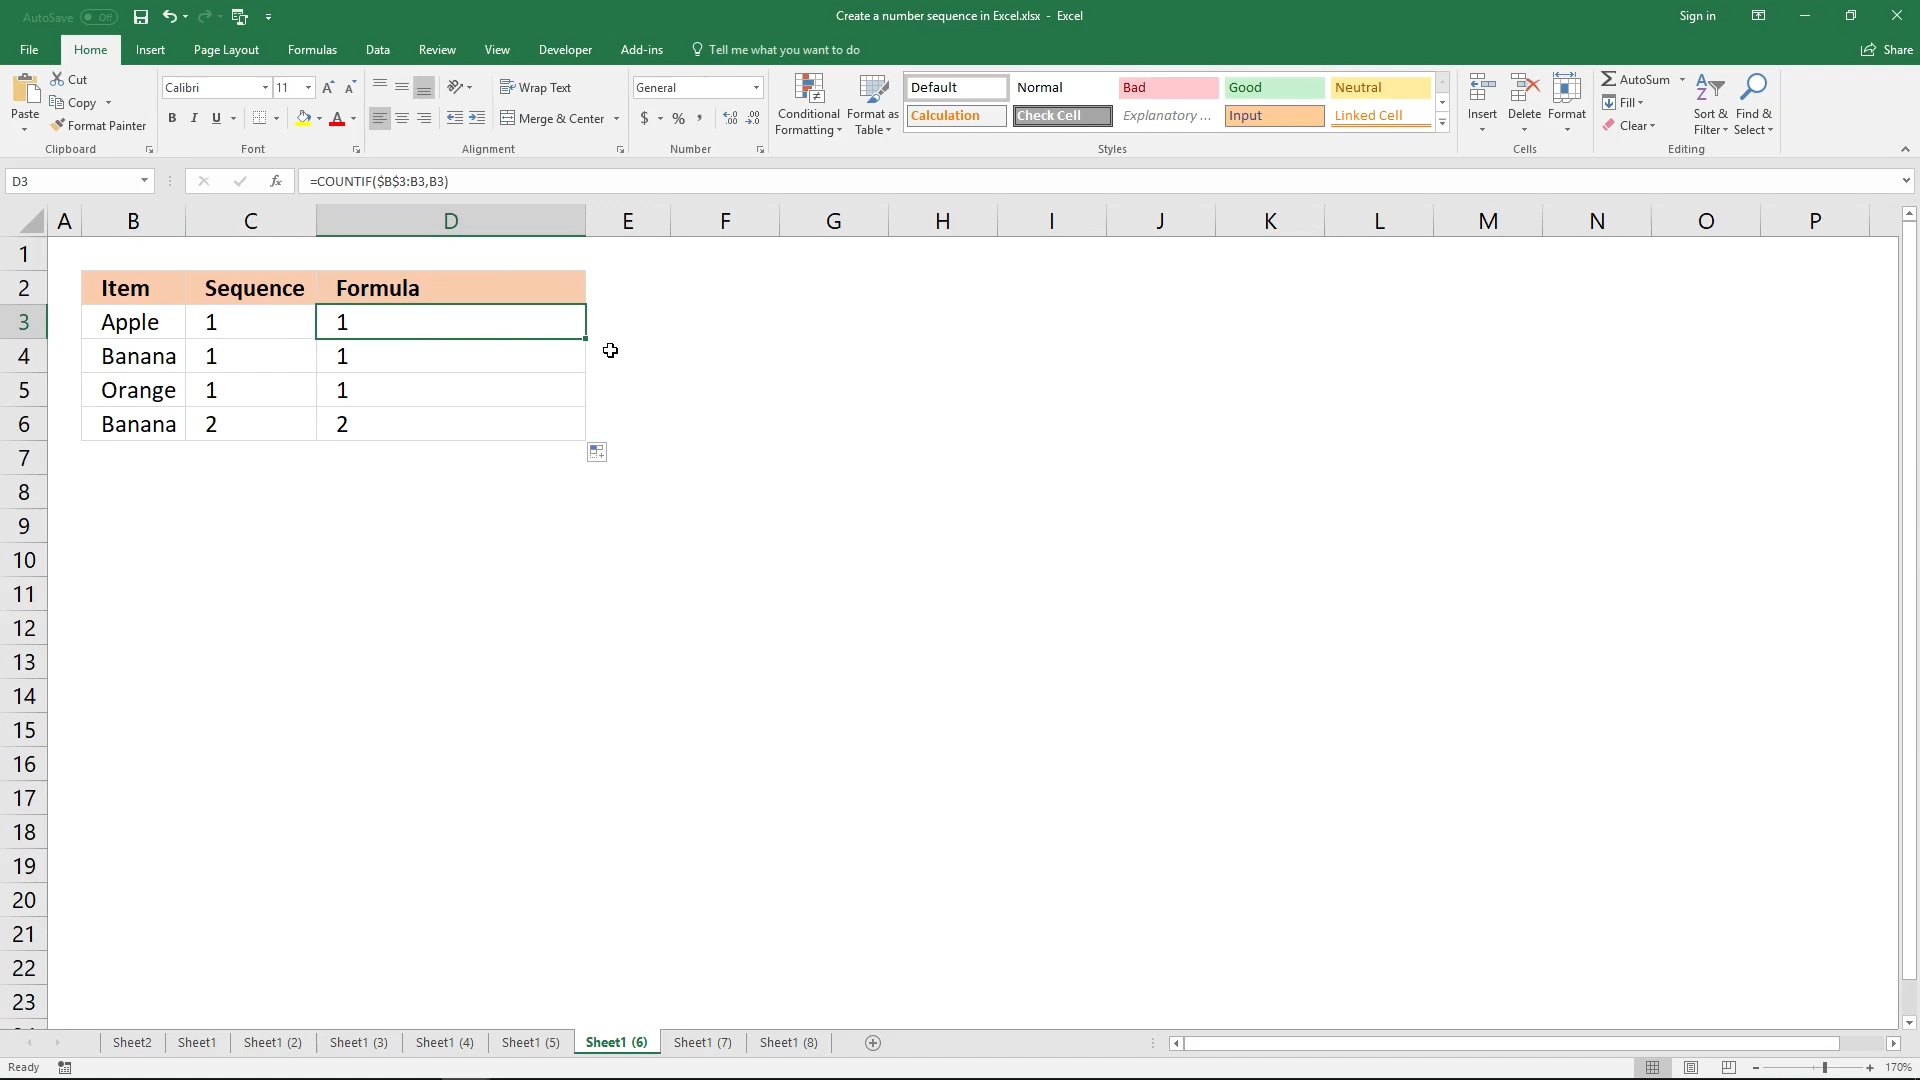 AutoSave Off
Create a number sequence in Excel.xlsx - Excel
Sign in
File Home Insert Page Layout Formulas Data Review View Developer Add-ins Tell me what you want to do Share
Paste
Cut
Copy
Format Painter
Clipboard
Calibri 11
B I U A
Font
Wrap Text
Merge & Center
Alignment
General
$ % ,
Number
Conditional Formatting
Format as Table
Default Normal Bad Good Neutral
Calculation Check Cell Explanatory ... Input Linked Cell
Styles
Insert Delete Format
Cells
AutoSum
Fill
Clear
Sort & Filter
Find & Select
Editing
D3 fx =COUNTIF($B$3:B3,B3)
A B C D E F G H I J K L M N O P
1
2 Item Sequence Formula
3 Apple 1 1
4 Banana 1 1
5 Orange 1 1
6 Banana 2 2
7
8
9
10
11
12
13
14
15
16
17
18
19
20
21
22
23
Sheet2 Sheet1 Sheet1 (2) Sheet1 (3) Sheet1 (4) Sheet1 (5) Sheet1 (6) Sheet1 (7) Sheet1 (8)
Ready 170%